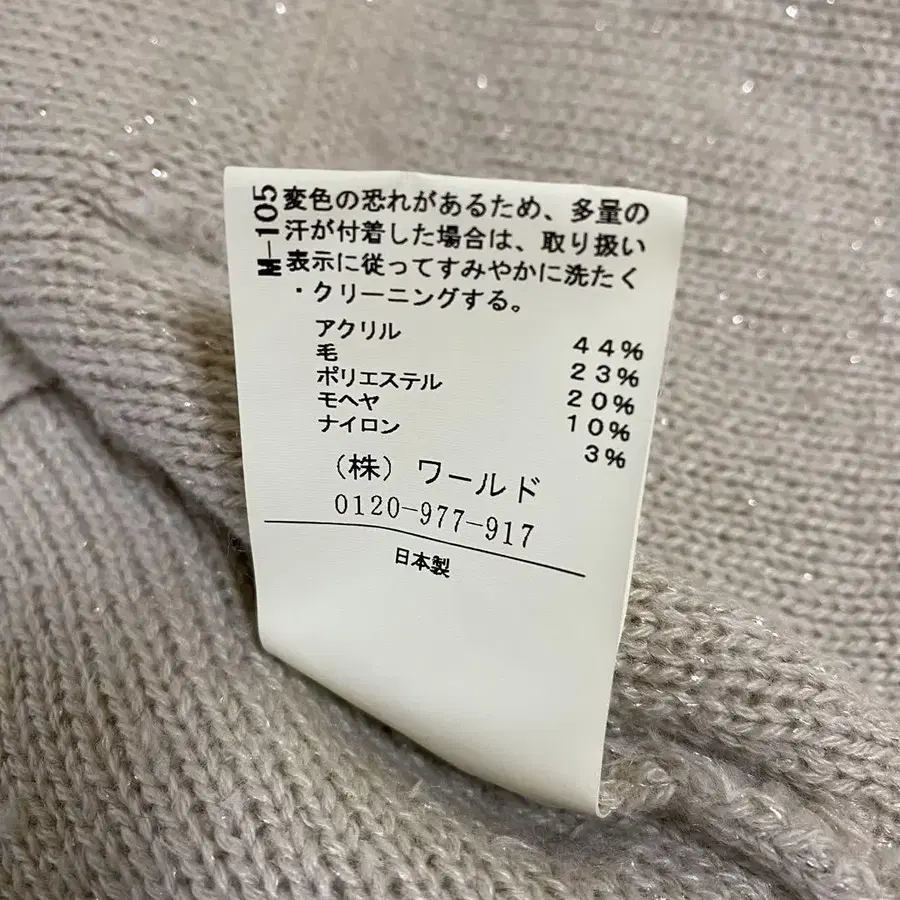 M-105
変色の恐れがあるため、多量の
汗が付着した場合は、取り扱い
表示に従ってすみやかに洗たく
・クリーニングする。
アクリル 44%
毛 23%
ポリエステル 20%
モヘヤ 10%
ナイロン 3%
(株) ワールド
0120-977-917
日本製